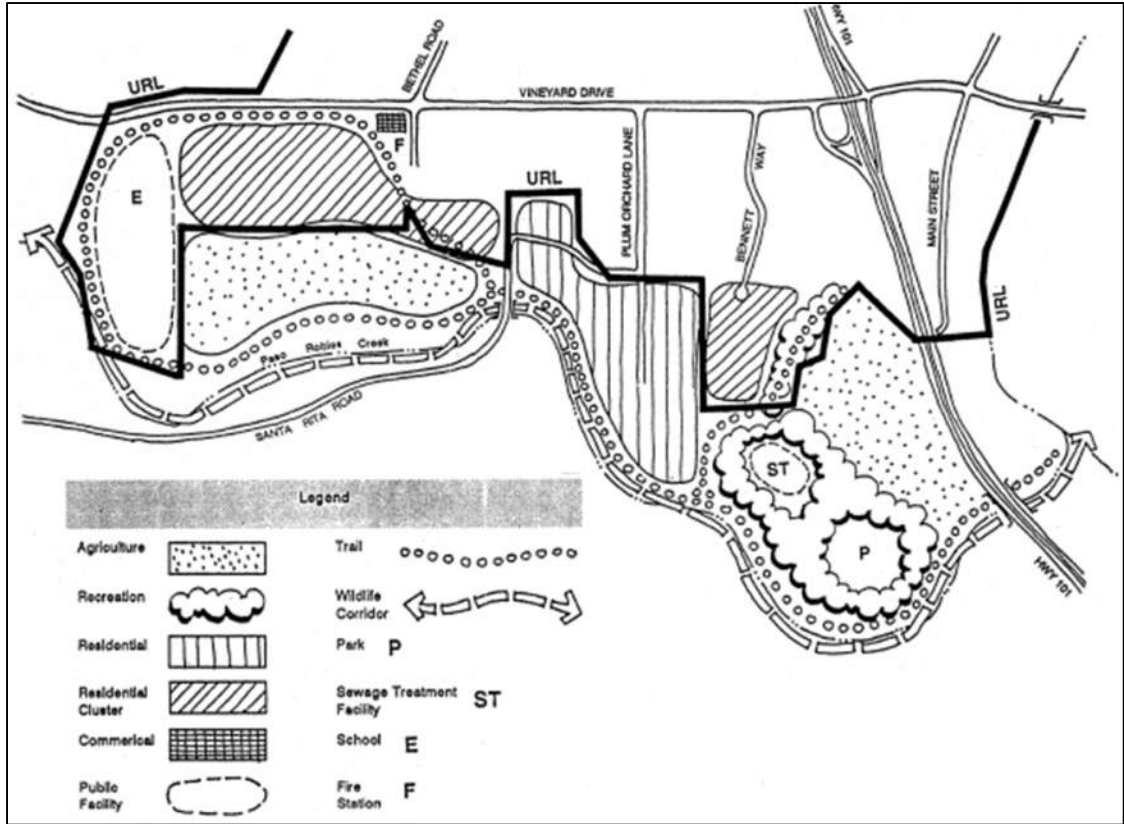 HWY 101
URL
BETHEL ROAD
VINEYARD DRIVE
F
E
URL
PLUM ORCHARD LANE
BENNETT
WAY
MAIN STREET
URL
Paso Robles Creek
SANTA RITA ROAD
ST
P
HWY 101
Legend
Agriculture
Trail
Recreation
Wildlife
Corridor
Residential
Park P
Residential
Cluster
Sewage Treatment
Facility ST
Commerical
School E
Public
Facility
Fire
Station F